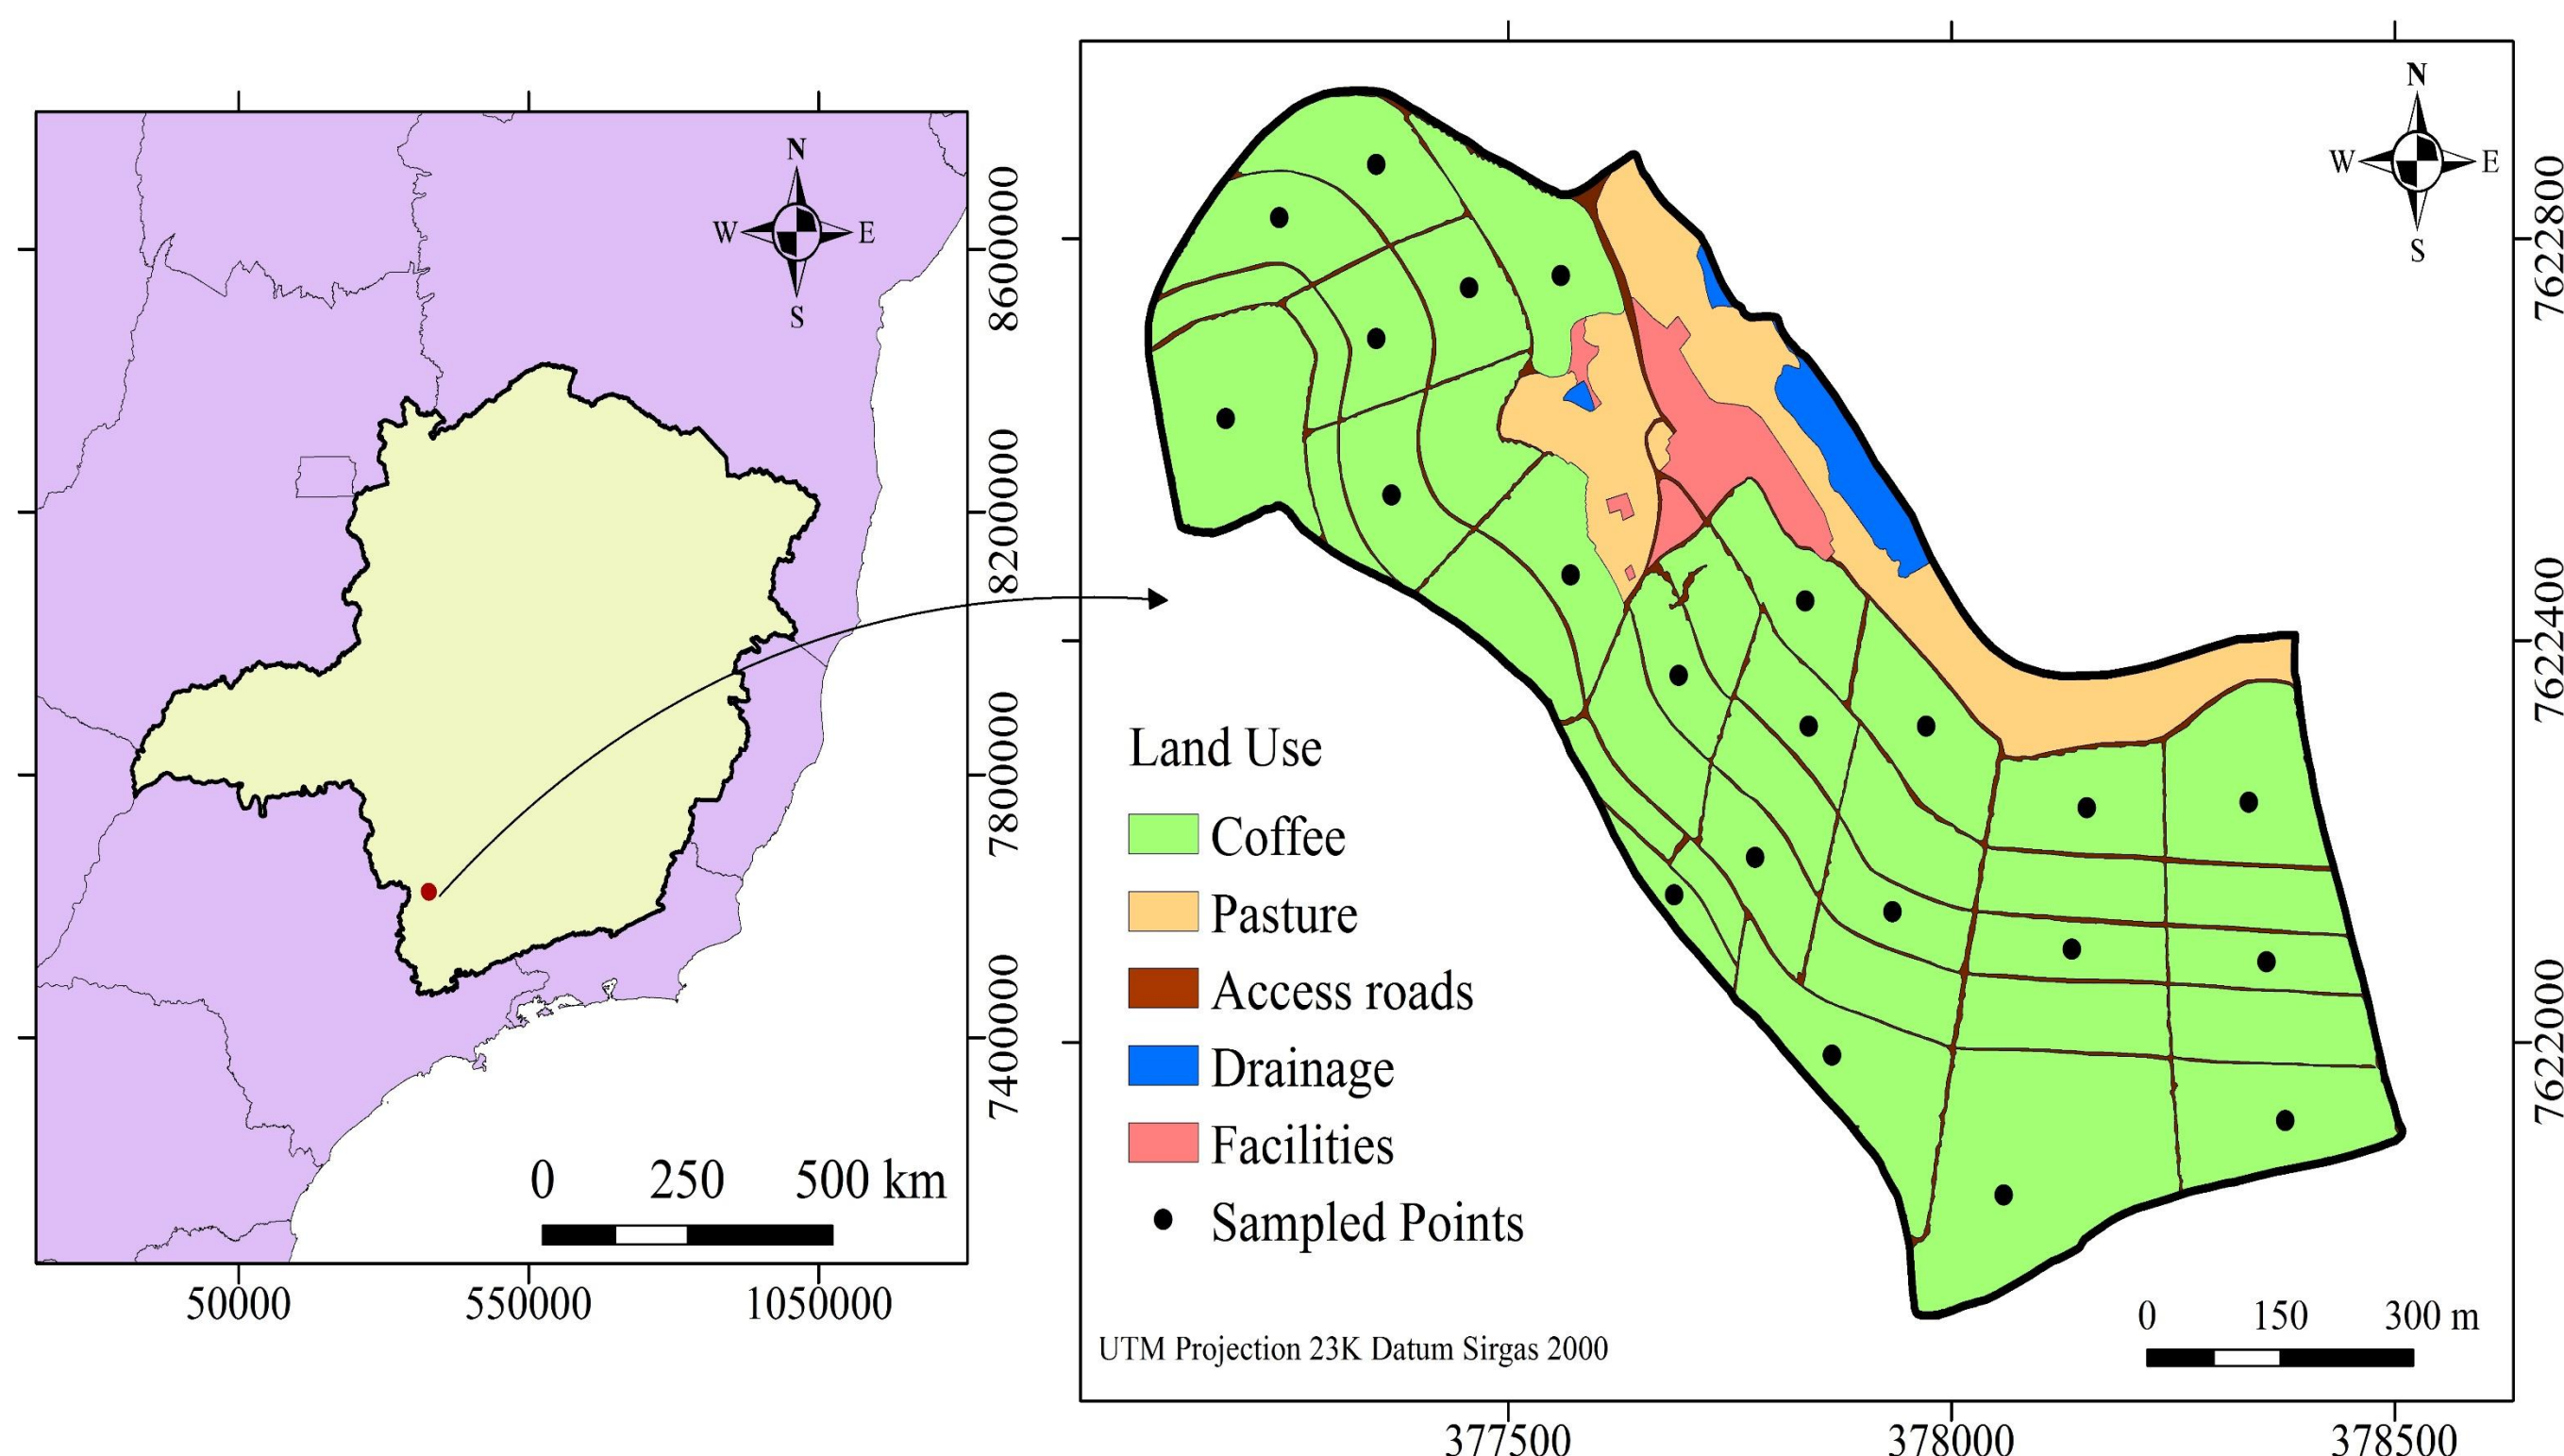 N
W E
S
8600000
8200000
7800000
7400000
0 250 500 km
50000 550000 1050000
N
W E
S
7622800
7622400
7622000
Land Use
Coffee
Pasture
Access roads
Drainage
Facilities
Sampled Points
0 150 300 m
UTM Projection 23K Datum Sirgas 2000
377500 378000 378500